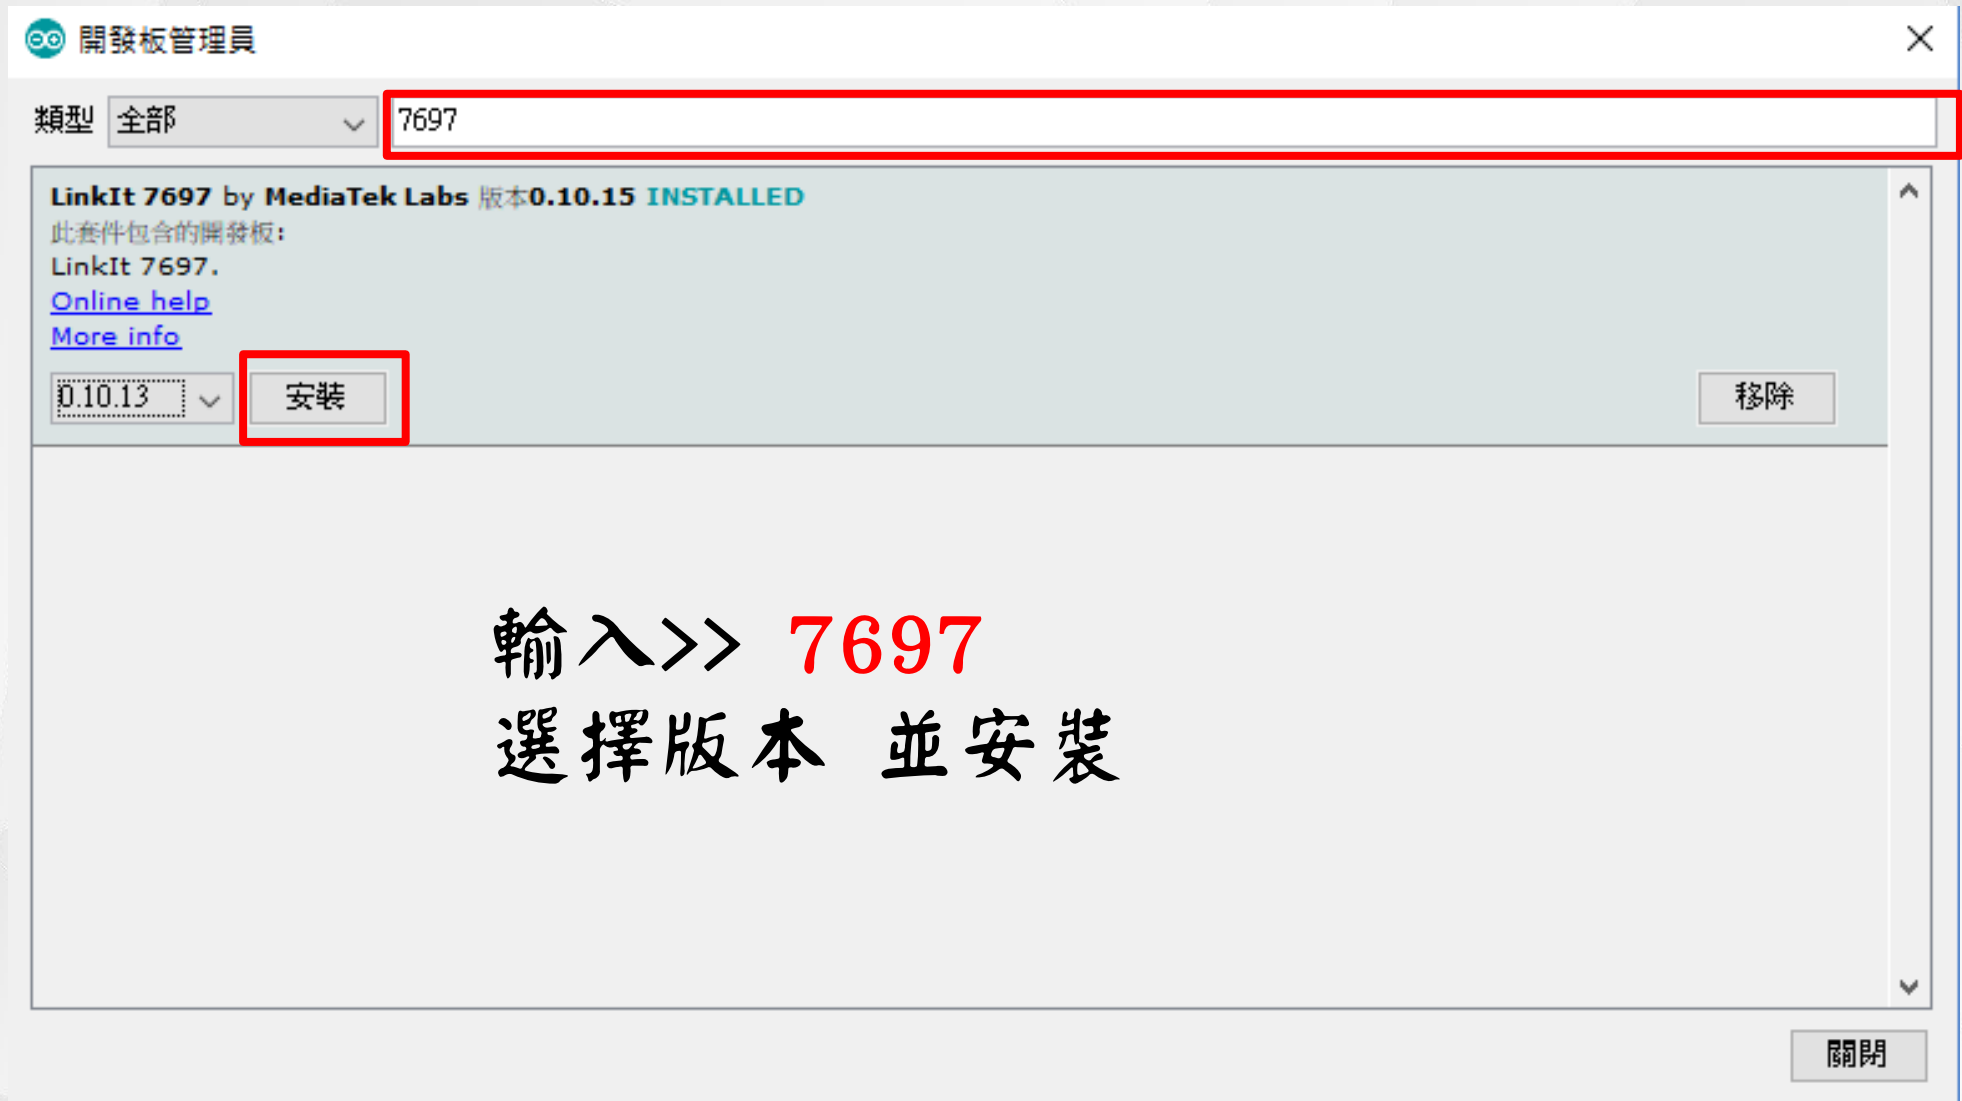 開發板管理員
類型 全部 7697
LinkIt 7697 by MediaTek Labs 版本0.10.15 INSTALLED
此套件包含的開發板:
LinkIt 7697.
Online help
More info
0.10.13 安裝 移除
輸入>> 7697
選擇版本 並安裝
關閉